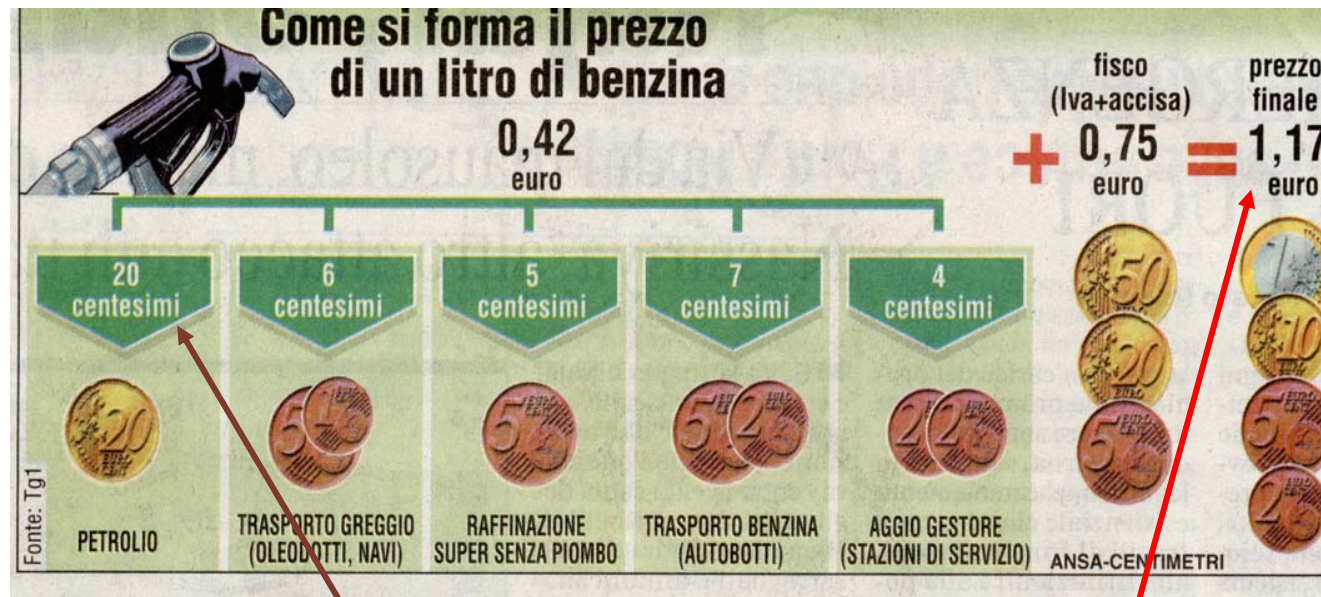 Come si forma il prezzo
di un litro di benzina
0,42
euro
+
fisco
(Iva+accisa)
0,75
euro
=
prezzo
finale
1,17
euro
20
centesimi
6
centesimi
5
centesimi
7
centesimi
4
centesimi
PETROLIO
TRASPORTO GREGGIO
(OLEODOTTI, NAVI)
RAFFINAZIONE
SUPER SENZA PIOMBO
TRASPORTO BENZINA
(AUTOBOTTI)
AGGIO GESTORE
(STAZIONI DI SERVIZIO)
Fonte: Tg1
ANSA-CENTIMETRI